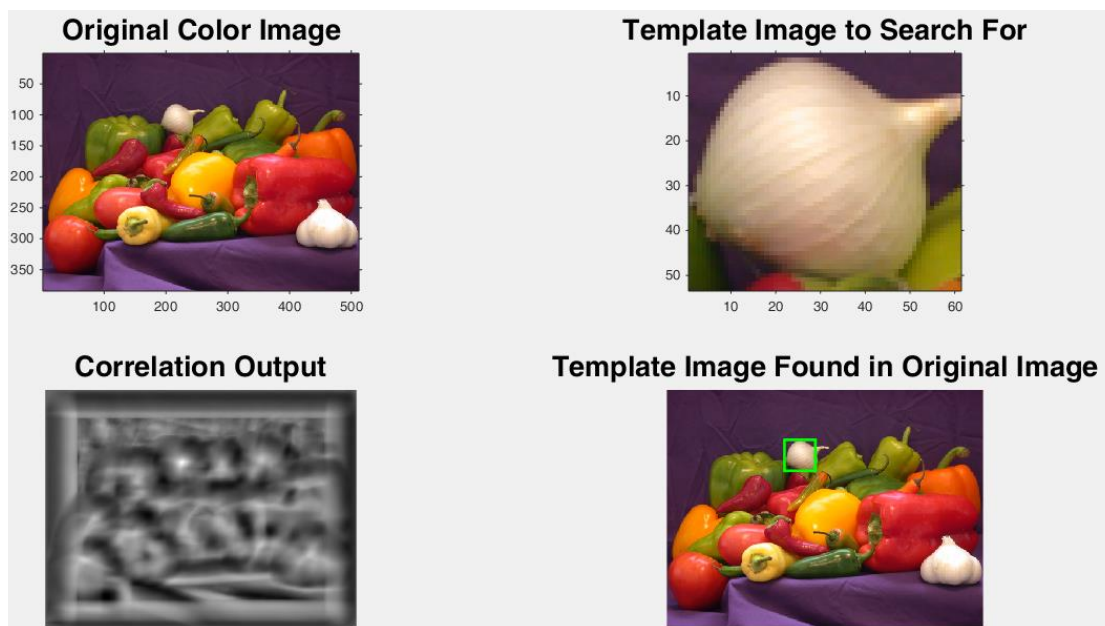 Original Color Image
50
100
150
200
250
300
350
100 200 300 400 500
Template Image to Search For
10
20
30
40
50
10 20 30 40 50 60
Correlation Output
Template Image Found in Original Image